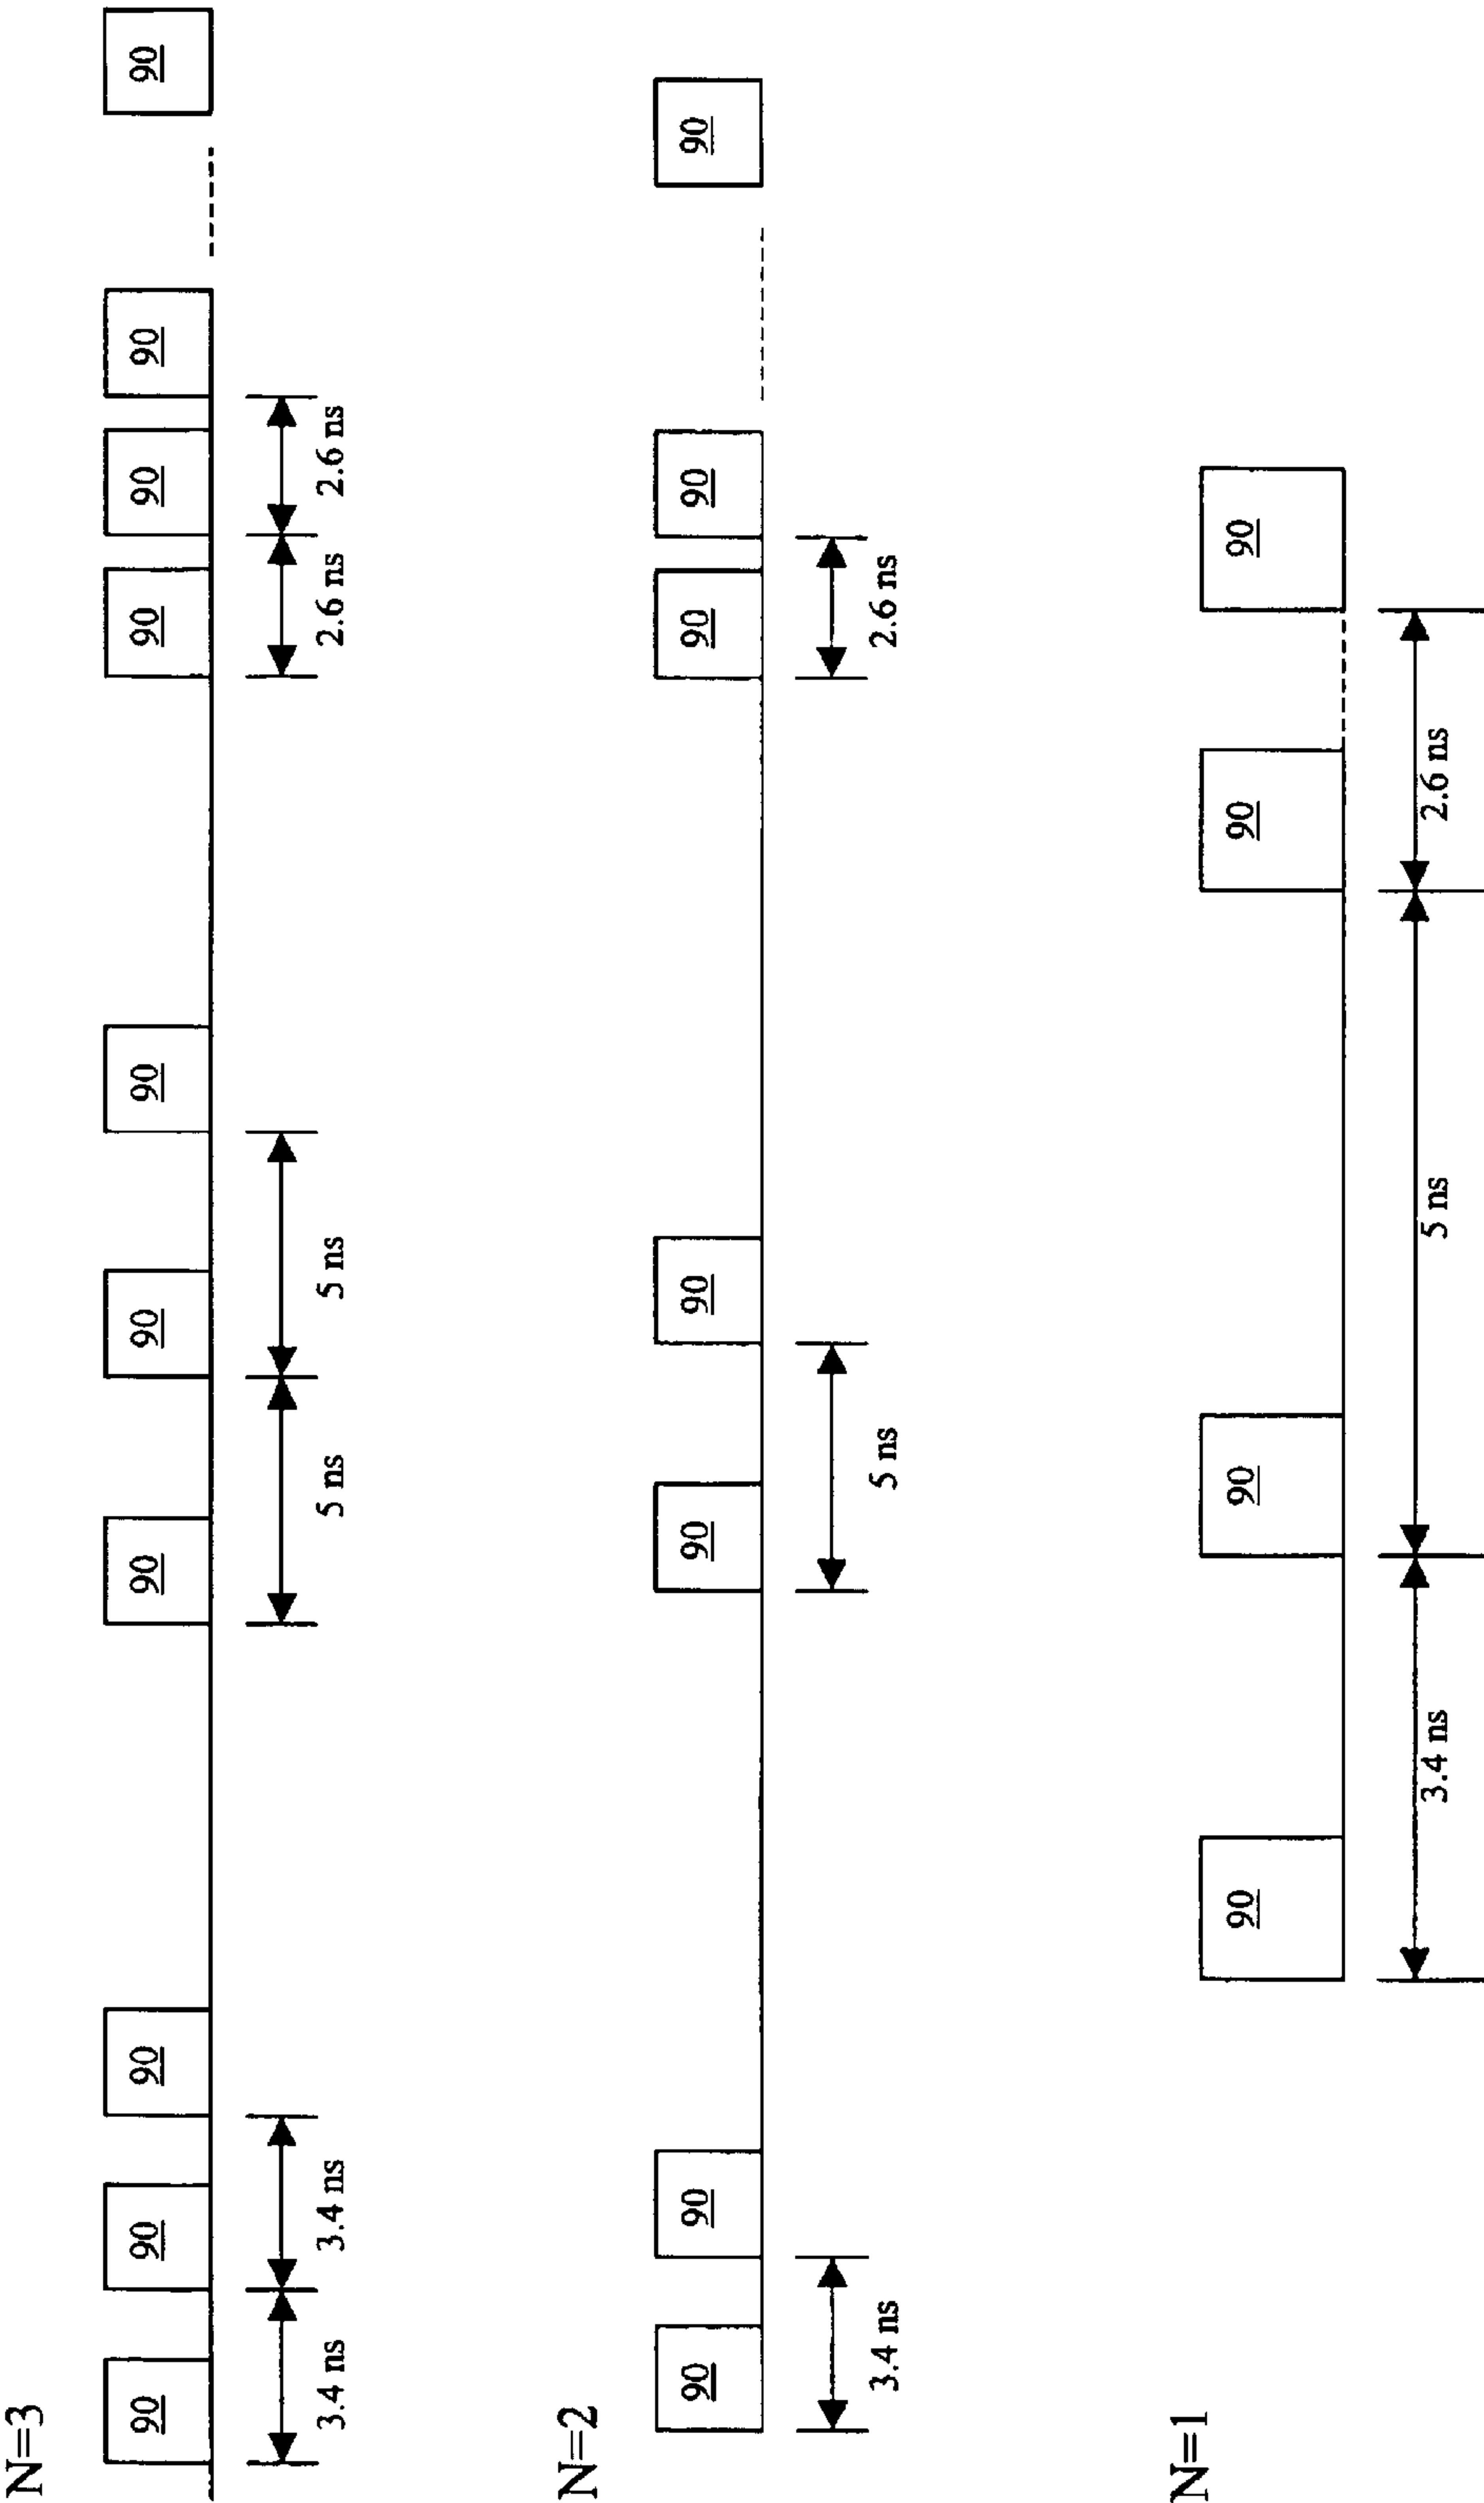 N=3
90 90 90 90 90 90 90 90 90 90
3.4 ns 3.4 ns 5 ns 5 ns 2.6 ns 2.6 ns
N=2
90 90 90 90 90 90 90
3.4 ns 5 ns 2.6 ns
N=1
90 90 90 90
3.4 ns 5 ns 2.6 ns